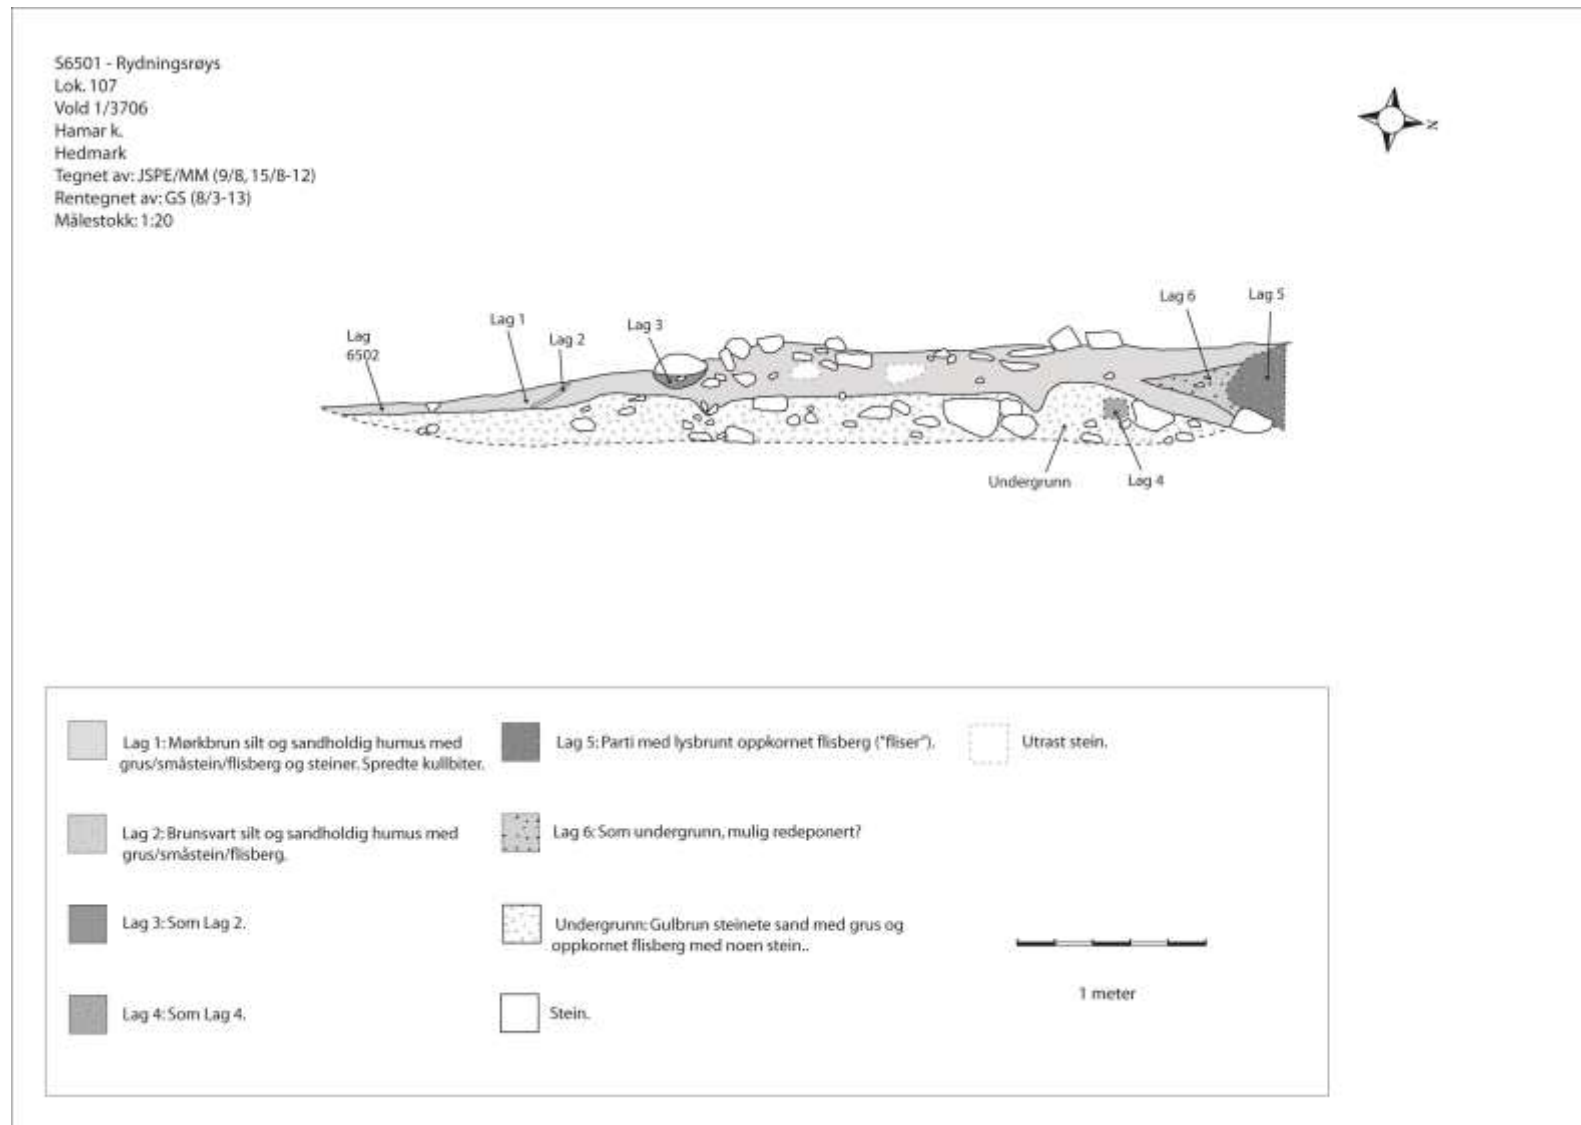 S6501 - Rydningsrøys
Lok. 107
Vold 1/3706
Hamar k.
Hedmark
Tegnet av: JSPE/MM (9/8, 15/8-12)
Rentegnet av: GS (8/3-13)
Målestokk: 1:20
N
Lag 6
Lag 5
Lag 1
Lag 3
Lag
6502
Lag 2
Undergrunn
Lag 4
Lag 1: Mørkbrun silt og sandholdig humus med
grus/småstein/flisberg og steiner. Spredte kullbiter.
Lag 2: Brunsvart silt og sandholdig humus med
grus/småstein/flisberg.
Lag 3: Som Lag 2.
Lag 4: Som Lag 4.
Lag 5: Parti med lysbrunt oppkornet flisberg ("fliser").
Lag 6: Som undergrunn, mulig redeponert?
Undergrunn: Gulbrun steinete sand med grus og
oppkornet flisberg med noen stein..
Stein.
Utrast stein.
1 meter